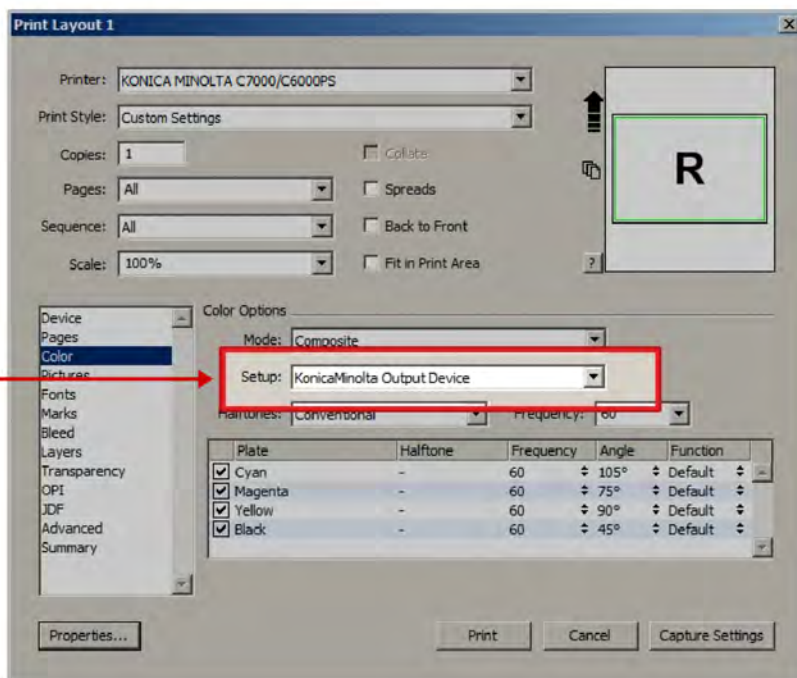 Print Layout 1
Printer: KONICA MINOLTA C7000/C6000PS
Print Style: Custom Settings
Copies: 1 Collate
Pages: All Spreads
Sequence: All Back to Front
Scale: 100% Fit in Print Area ?
R
Device
Pages
Color
Pictures
Fonts
Marks
Bleed
Layers
Transparency
OPI
JDF
Advanced
Summary
Color Options
Mode: Composite
Setup: KonicaMinolta Output Device
Halftones: Conventional Frequency: 60
Plate Halftone Frequency Angle Function
Cyan - 60 105° Default
Magenta - 60 75° Default
Yellow - 60 90° Default
Black - 60 45° Default
Properties... Print Cancel Capture Settings